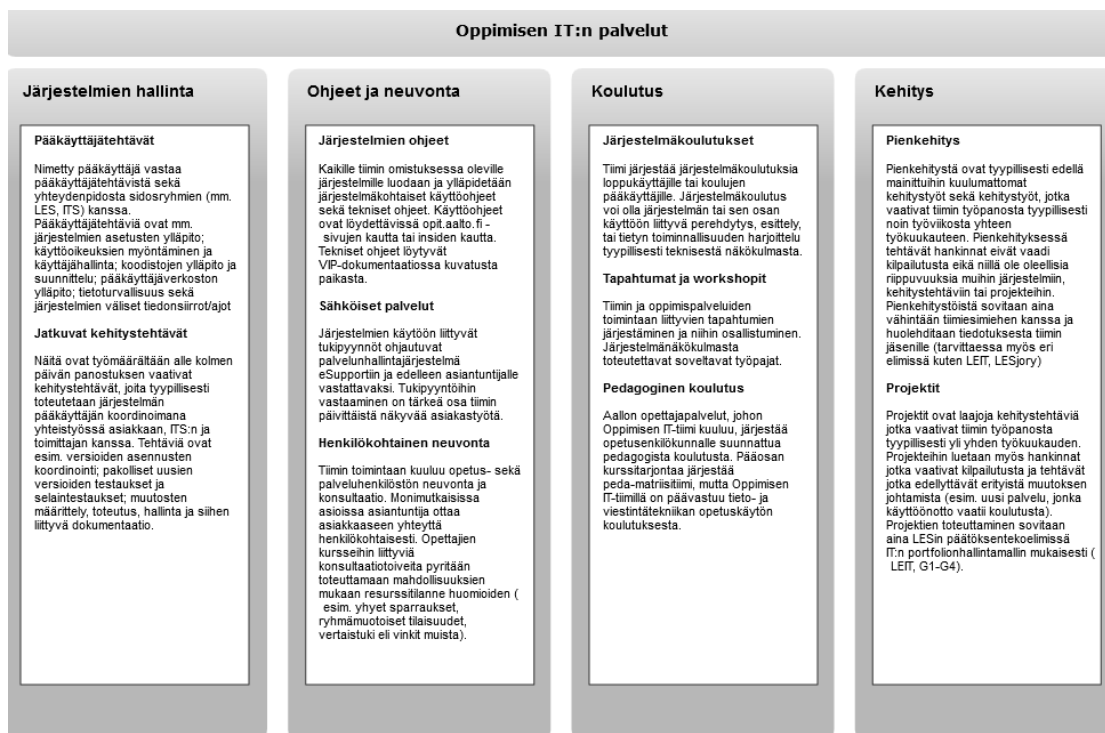 Oppimisen IT:n palvelut
Järjestelmien hallinta
Pääkäyttäjätehtävät
Nimetty pääkäyttäjä vastaa
pääkäyttäjätehtävistä sekä
yhteydenpidosta sidosryhmien (mm.
LES, ITS) kanssa.
Pääkäyttäjätehtäviä ovat mm.
järjestelmien asetusten ylläpito;
käyttöoikeuksien myöntäminen ja
käyttäjähallinta; koodistojen ylläpito ja
suunnittelu; pääkäyttäjäverkoston
ylläpito; tietoturvallisuus sekä
järjestelmien väliset tiedonsiirrot/ajot
Jatkuvat kehitystehtävät
Näitä ovat työmäärältään alle kolmen
päivän panostuksen vaativat
kehitystehtävät, joita tyypillisesti
toteutetaan järjestelmän
pääkäyttäjän koordinoimana
yhteistyössä asiakkaan, ITS:n ja
toimittajan kanssa. Tehtäviä ovat
esim. versioiden asennusten
koordinointi; pakolliset uusien
versioiden testaukset ja
selaintestaukset; muutosten
määrittely, toteutus, hallinta ja siihen
liittyvä dokumentaatio.
Ohjeet ja neuvonta
Järjestelmien ohjeet
Kaikille tiimin omistuksessa oleville
järjestelmille luodaan ja ylläpidetään
järjestelmäkohtaiset käyttöohjeet
sekä tekniset ohjeet. Käyttöohjeet
ovat löydettävissä opit.aalto.fi -
sivujen kautta tai insiden kautta.
Tekniset ohjeet löytyvät
VIP-dokumentaatiossa kuvatusta
paikasta.
Sähköiset palvelut
Järjestelmien käyttöön liittyvät
tukipyynnöt ohjautuvat
palvelunhallintajärjestelmä
eSupportiin ja edelleen asiantuntijalle
vastattavaksi. Tukipyyntöihin
vastaaminen on tärkeä osa tiimin
päivittäistä näkyvää asiakastyötä.
Henkilökohtainen neuvonta
Tiimin toimintaan kuuluu opetus- sekä
palveluhenkilöstön neuvonta ja
konsultaatio. Monimutkaisissa
asioissa asiantuntija ottaa
asiakkaaseen yhteyttä
henkilökohtaisesti. Opettajien
kursseihin liittyviä
konsultaatiotoiveita pyritään
toteuttamaan mahdollisuuksien
mukaan resurssitilanne huomioiden (
esim. yhyet sparraukset,
ryhmämuotoiset tilaisuudet,
vertaistuki eli vinkit muista).
Koulutus
Järjestelmäkoulutukset
Tiimi järjestää järjestelmäkoulutuksia
loppukäyttäjille tai koulujen
pääkäyttäjille. Järjestelmäkoulutus
voi olla järjestelmän tai sen osan
käyttöön liittyvä perehdytys, esittely,
tai tietyn toiminnallisuuden harjoittelu
tyypillisesti teknisestä näkökulmasta.
Tapahtumat ja workshopit
Tiimin ja oppimispalveluiden
toimintaan liittyvien tapahtumien
järjestäminen ja niihin osallistuminen.
Järjestelmänäkökulmasta
toteutettavat soveltavat työpajat.
Pedagoginen koulutus
Aallon opettajapalvelut, johon
Oppimisen IT-tiimi kuuluu, järjestää
opetusenkilökunnalle suunnattua
pedagogista koulutusta. Pääosan
kurssitarjontaa järjestää
peda-matriisitiimi, mutta Oppimisen
IT-tiimillä on päävastuu tieto- ja
viestintätekniikan opetuskäytön
koulutuksesta.
Kehitys
Pienkehitys
Pienkehitystä ovat tyypillisesti edellä
mainittuihin kuulumattomat
kehitystyöt sekä kehitystyöt, jotka
vaativat tiimin työpanosta tyypillisesti
noin työviikosta yhteen
työkuukauteen. Pienkehityksessä
tehtävät hankinnat eivät vaadi
kilpailutusta eikä niillä ole oleellisia
riippuvuuksia muihin järjestelmiin,
kehitystehtäviin tai projekteihin.
Pienkehitystöistä sovitaan aina
vähintään tiimiesimiehen kanssa ja
huolehditaan tiedotuksesta tiimin
jäsenille (tarvittaessa myös eri
elimissä kuten LEIT, LESjory)
Projektit
Projektit ovat laajoja kehitystehtäviä
jotka vaativat tiimin työpanosta
tyypillisesti yli yhden työkuukauden.
Projekteihin luetaan myös hankinnat
jotka vaativat kilpailutusta ja tehtävät
jotka edellyttävät erityistä muutoksen
johtamista (esim. uusi palvelu, jonka
käyttöönotto vaatii koulutusta).
Projektien toteuttaminen sovitaan
aina LESin päätöksentekoelimissä
IT:n portfolionhallintamallin mukaisesti (
LEIT, G1-G4).